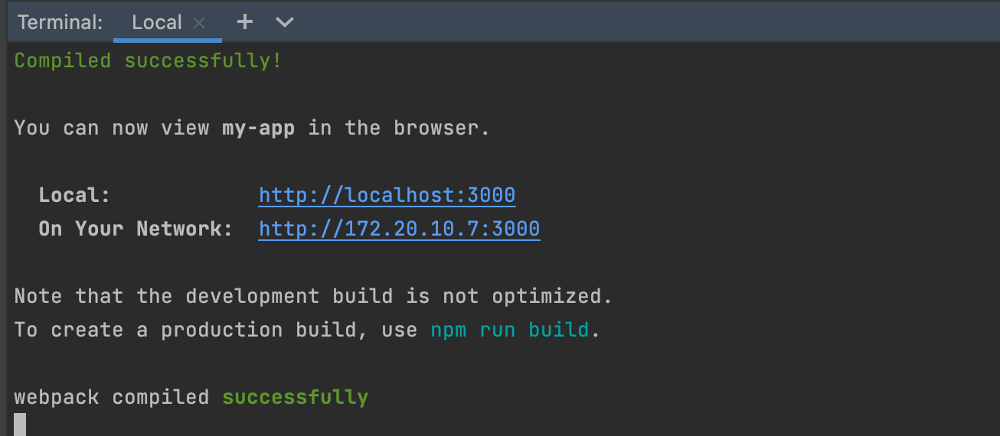 Terminal: Local × + 
Compiled successfully!
You can now view my-app in the browser.
Local: http://localhost:3000
On Your Network: http://172.20.10.7:3000
Note that the development build is not optimized.
To create a production build, use npm run build.
webpack compiled successfully